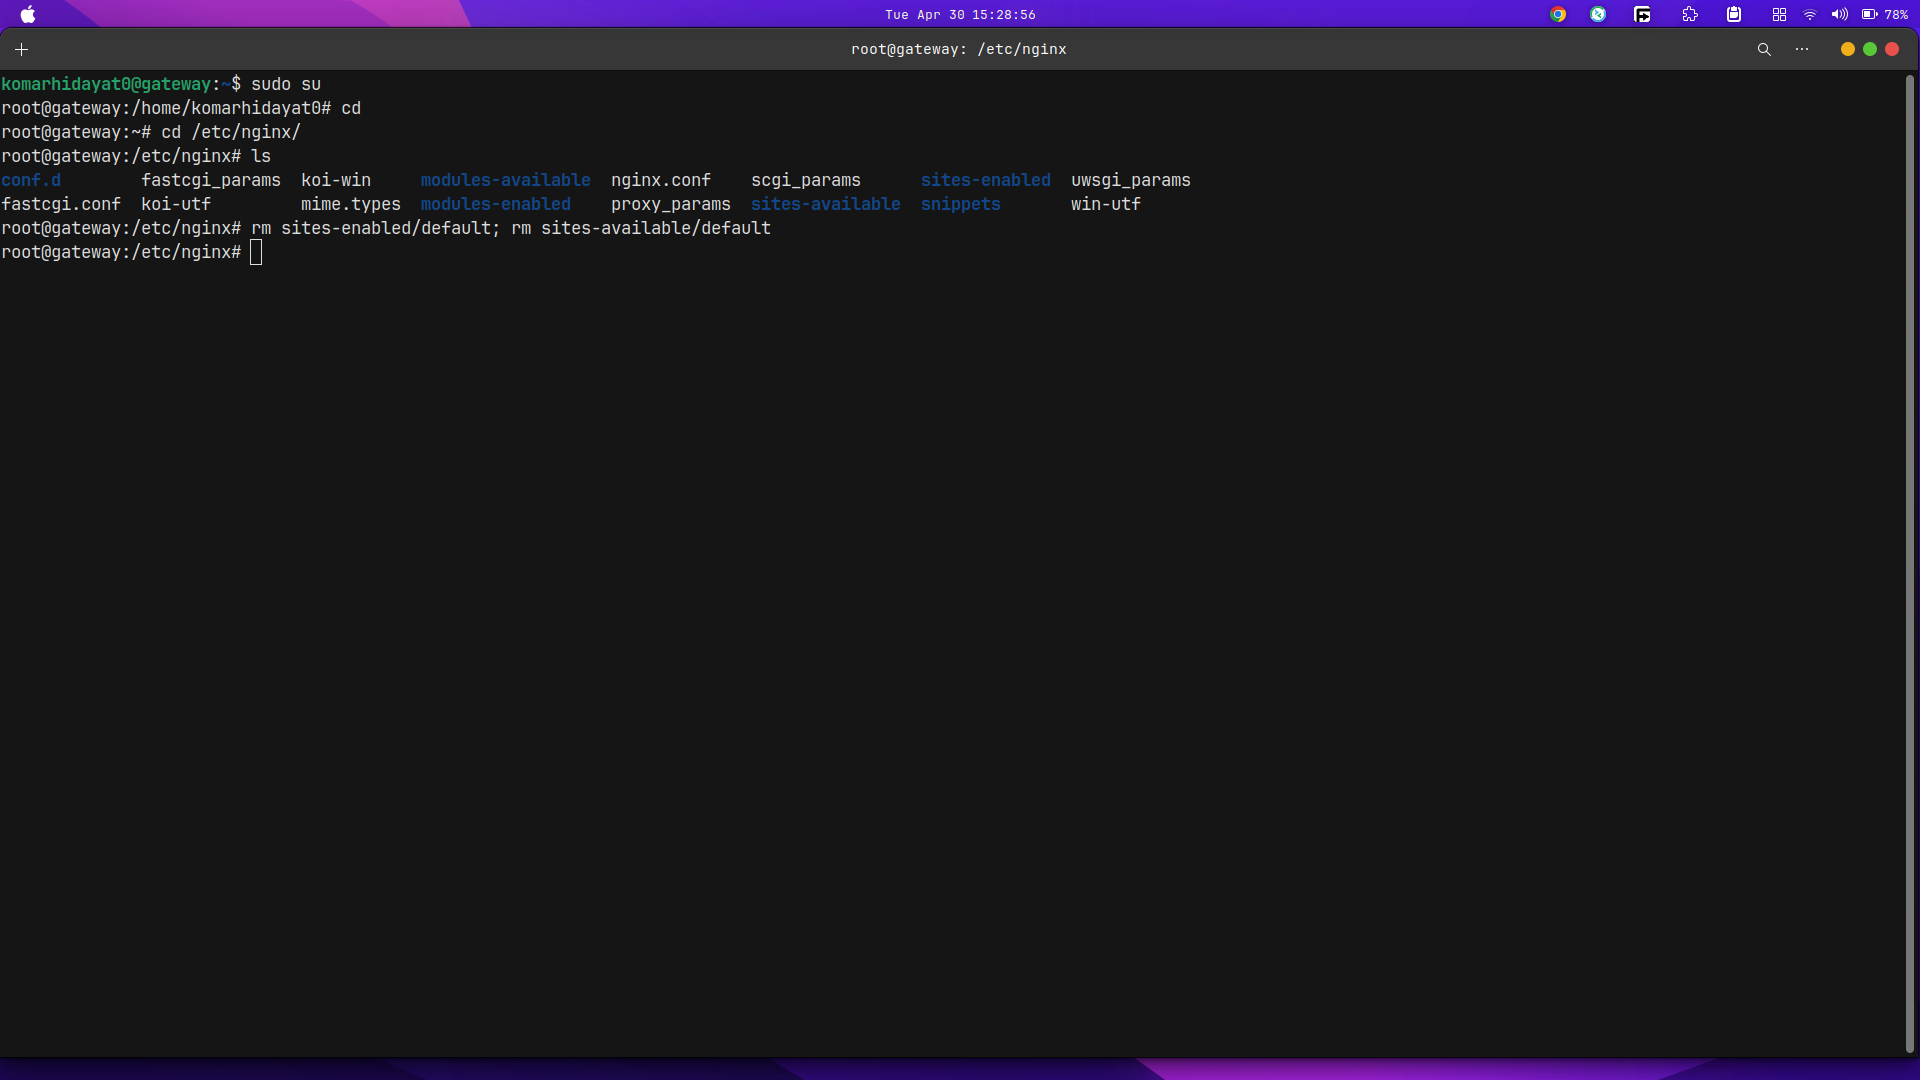 Tue Apr 30 15:28:56
78%
root@gateway: /etc/nginx
komarhidayat0@gateway:~$ sudo su
root@gateway:/home/komarhidayat0# cd
root@gateway:~# cd /etc/nginx/
root@gateway:/etc/nginx# ls
conf.d        fastcgi_params  koi-win     modules-available  nginx.conf    scgi_params      sites-enabled  uwsgi_params
fastcgi.conf  koi-utf         mime.types  modules-enabled    proxy_params  sites-available  snippets       win-utf
root@gateway:/etc/nginx# rm sites-enabled/default; rm sites-available/default
root@gateway:/etc/nginx#